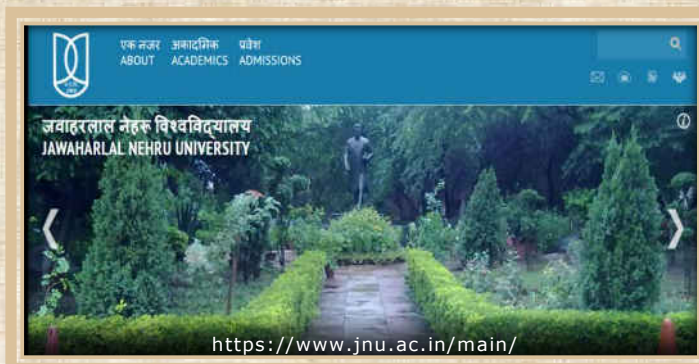 एक नजर अकादमिक प्रवेश
ABOUT ACADEMICS ADMISSIONS
जवाहरलाल नेहरू विश्वविद्यालय
JAWAHARLAL NEHRU UNIVERSITY
https://www.jnu.ac.in/main/